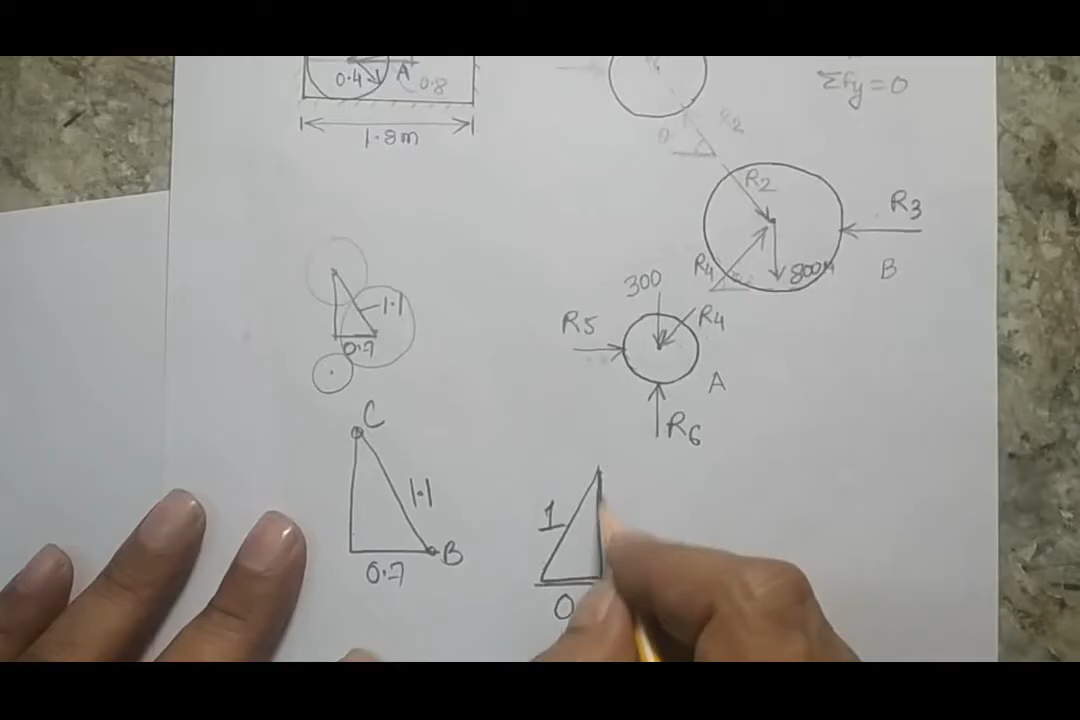 0.4 A 0.8
ΣFy = 0
1.8m
θ R2
R2
R3
R4 800N B
300
1.1
R5 R4
0.7
A
C
R6
1.1
1
B
0.7
0